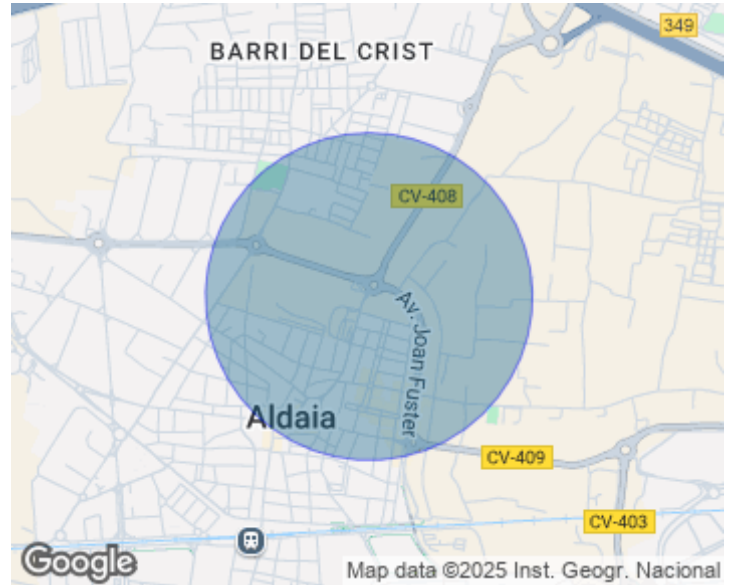 349
BARRI DEL CRIST
CV-408
Av. Joan Fuster
Aldaia
CV-409
CV-403
Google
Map data ©2025 Inst. Geogr. Nacional